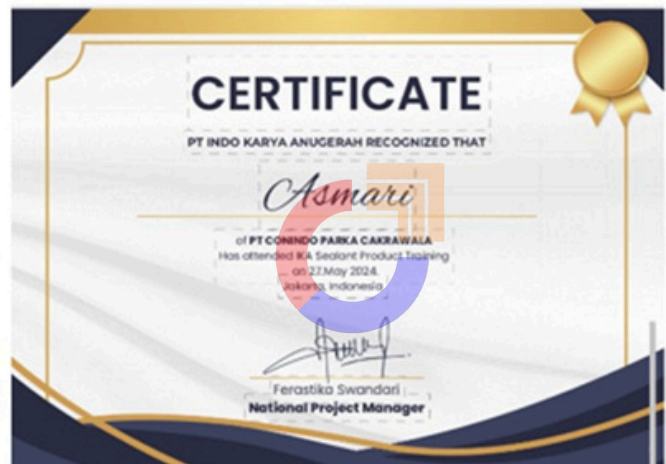 CERTIFICATE
PT INDO KARYA ANUGERAH RECOGNIZED THAT
Asmari
of PT CONINDO PARKA CAKRAWALA
Has attended IKA Sealant Product Training
on 27.May 2024.
Jakarta, Indonesia
Ferastika Swandari
National Project Manager